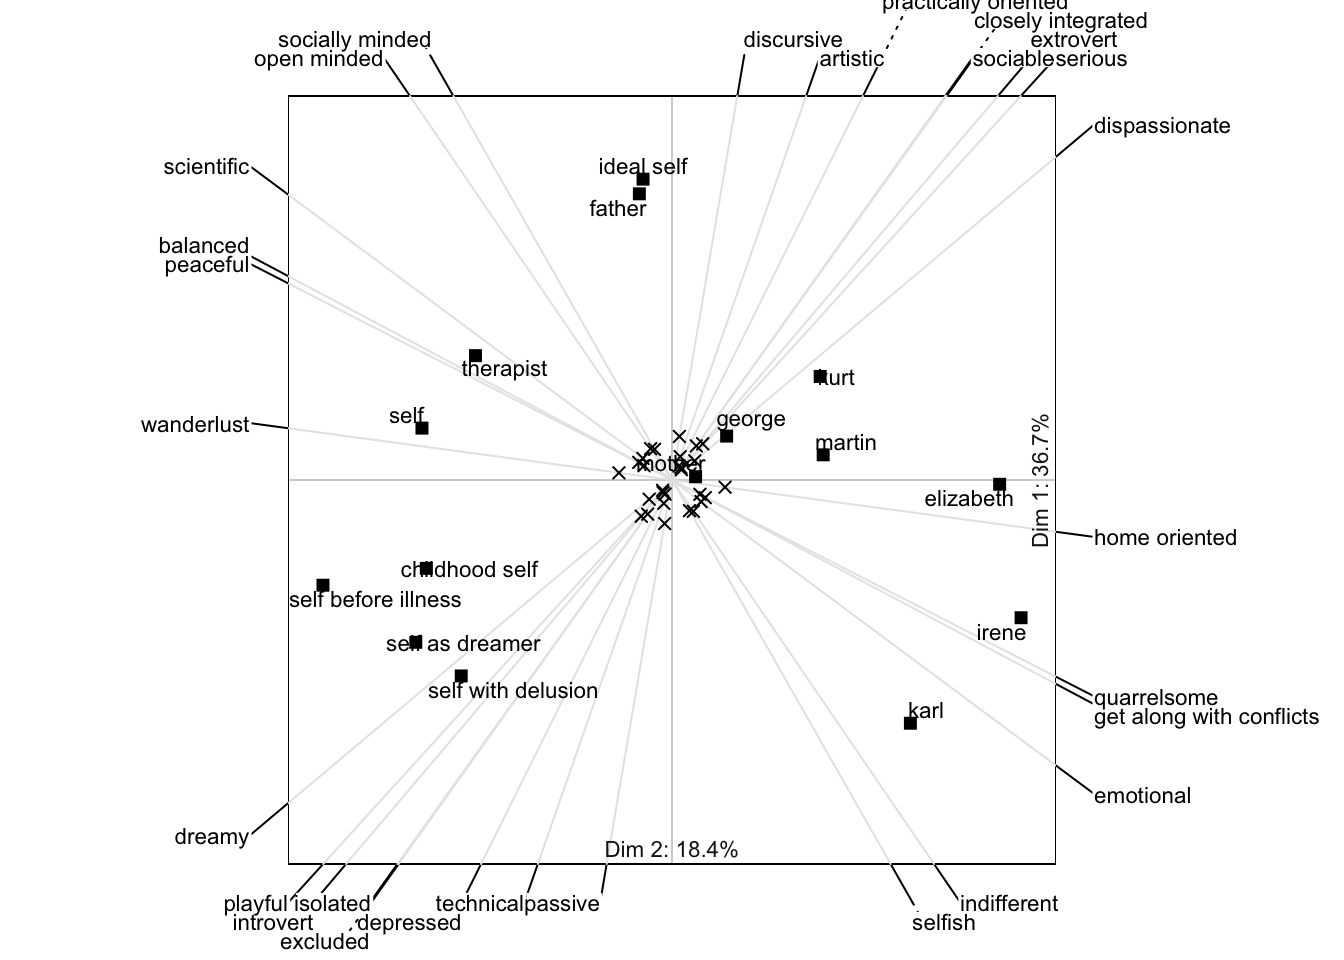 practically oriented
closely integrated
socially minded
discursive
extrovert
open minded
artistic
sociable
serious
dispassionate
scientific
ideal self
father
balanced
peaceful
therapist
kurt
self
george
wanderlust
martin
mother
elizabeth
Dim 1: 36.7%
home oriented
childhood self
self before illness
irene
self as dreamer
self with delusion
quarrelsome
karl
get along with conflicts
emotional
dreamy
Dim 2: 18.4%
playful
isolated
technical
passive
indifferent
introvert
depressed
selfish
excluded